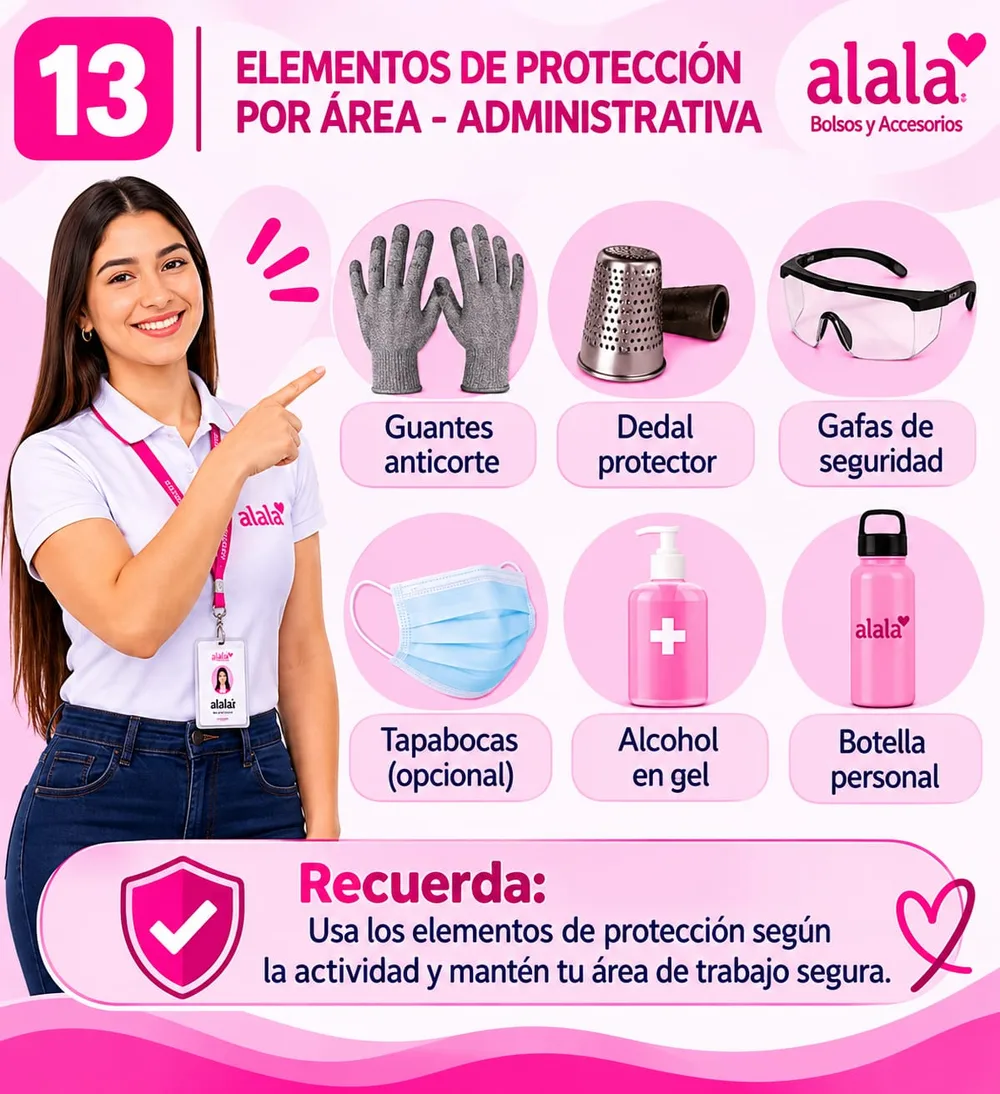 13
ELEMENTOS DE PROTECCIÓN
POR ÁREA - ADMINISTRATIVA
alala
Bolsos y Accesorios
Guantes
anticorte
Dedal
protector
Gafas de
seguridad
alala
alala
alala
alala
Tapabocas
(opcional)
Alcohol
en gel
Botella
personal
Recuerda:
Usa los elementos de protección según
la actividad y mantén tu área de trabajo segura.